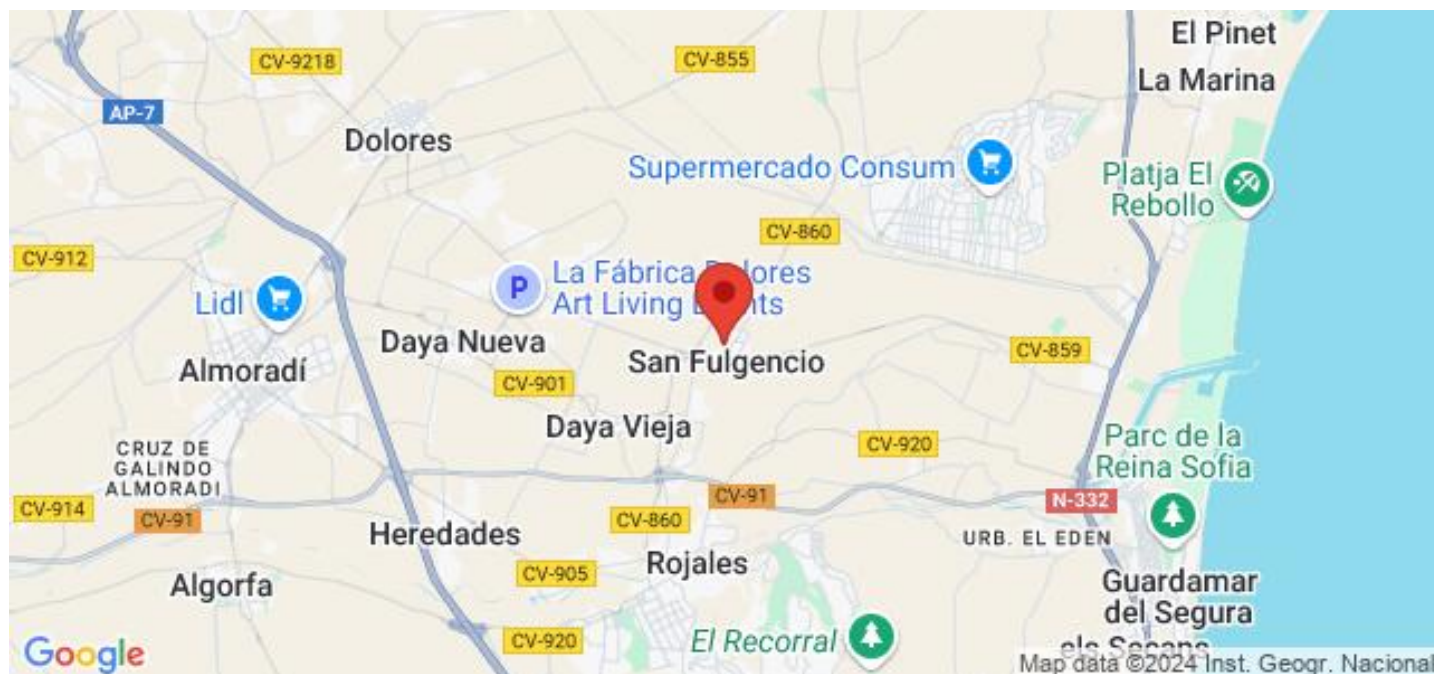 El Pinet
CV-9218
CV-855
La Marina
AP-7
Dolores
Supermercado Consum
Platja El
Rebollo
CV-860
CV-912
La Fábrica Dolores
Art Living
P
Lidl
Daya Nueva
San Fulgencio
CV-859
Almoradí
CV-901
Daya Vieja
CV-920
Parc de la
Reina Sofia
CRUZ DE
GALINDO
ALMORADI
CV-914
CV-91
CV-91
N-332
CV-860
Heredades
URB. EL EDEN
Rojales
CV-905
Algorfa
Guardamar
del Segura
CV-920
El Recorral
els Secans
Google
Map data ©2024 Inst. Geogr. Nacional